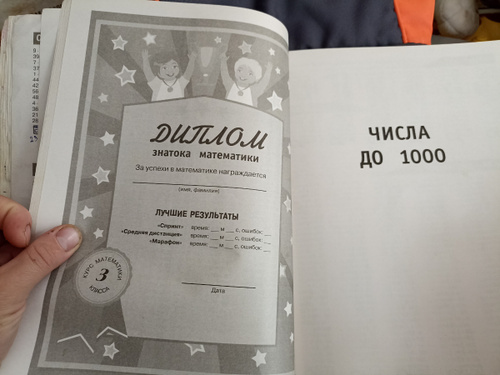 ДИПЛОМ
знатока математики
За успехи в математике награждается
(имя, фамилия)
ЛУЧШИЕ РЕЗУЛЬТАТЫ
«Спринт» время: __ м __ с, ошибок: __
«Средняя дистанция» время: __ м __ с, ошибок: __
«Марафон» время: __ м __ с, ошибок: __
Дата
КУРС МАТЕМАТИКИ
3
КЛАССА
ЧИСЛА
ДО 1000